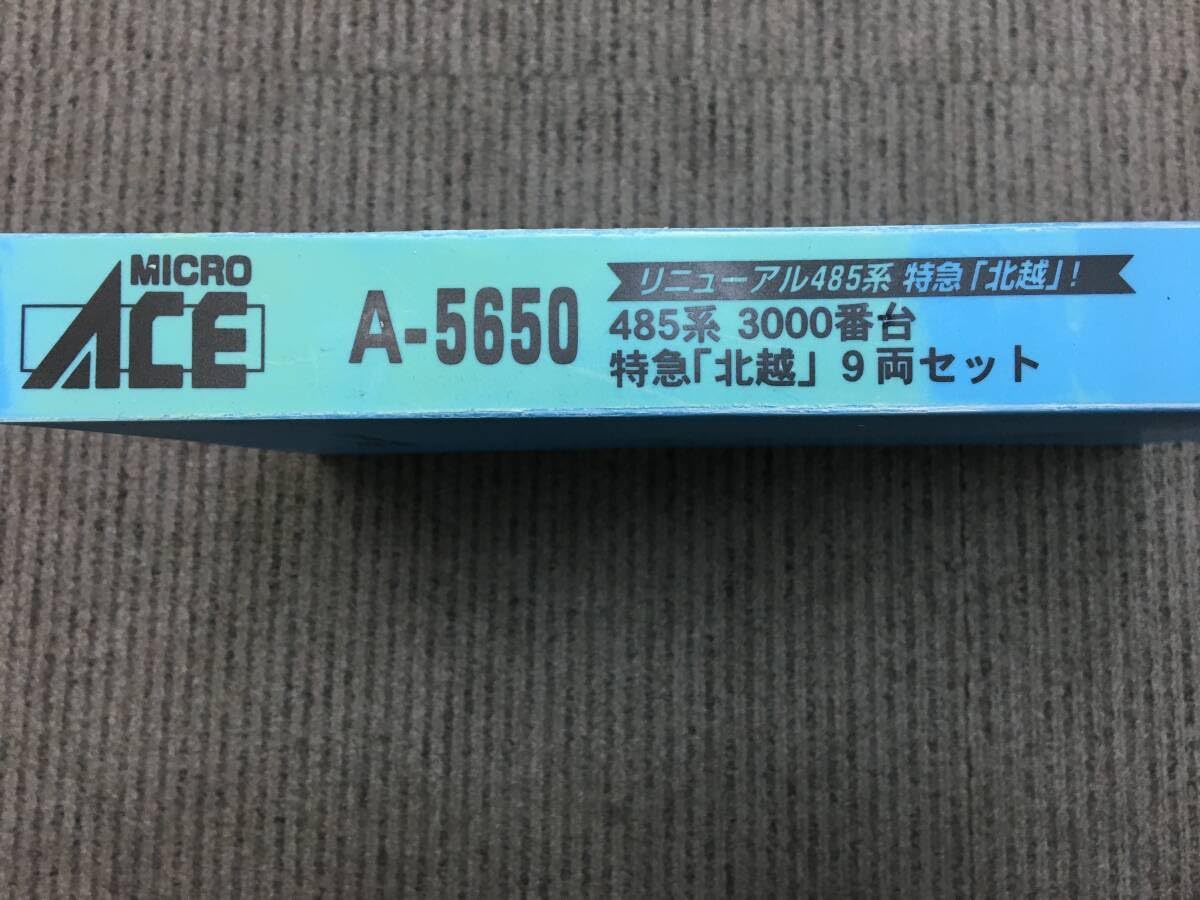 MICRO
ACE
A-5650
リニューアル485系 特急「北越」!
485系 3000番台
特急「北越」 9両セット